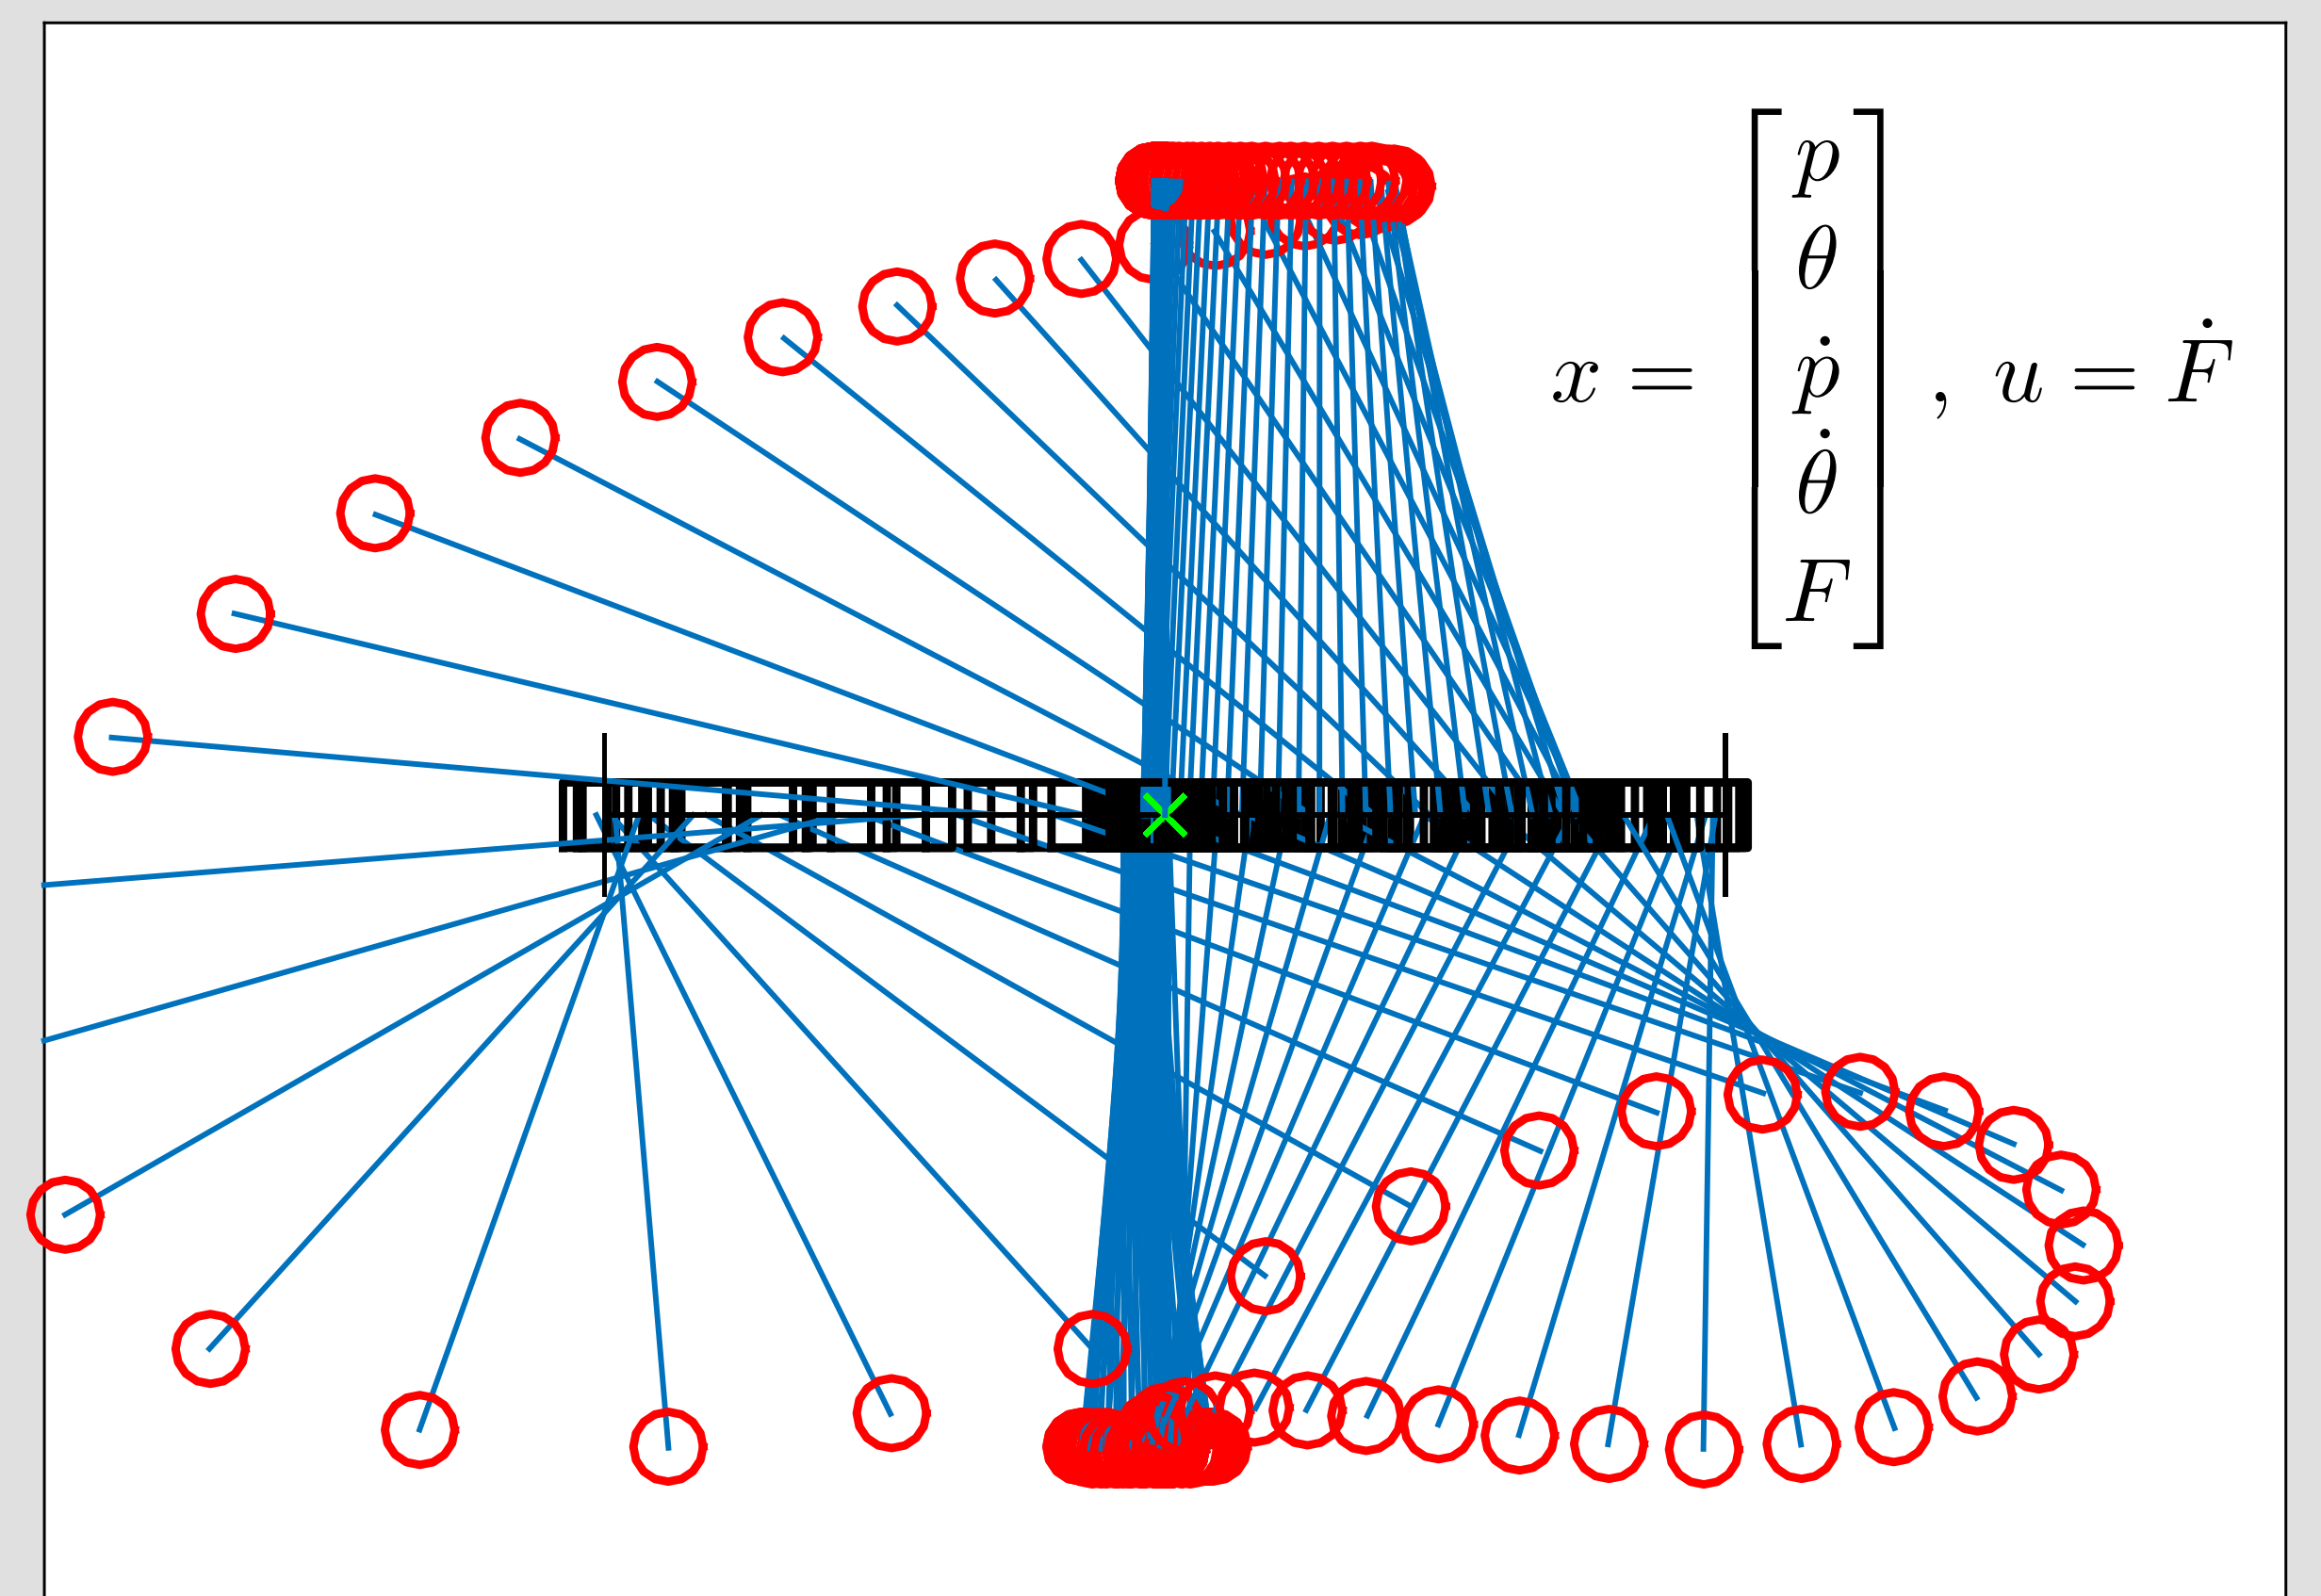 x = [p θ ṗ θ̇ F], u = Ḟ